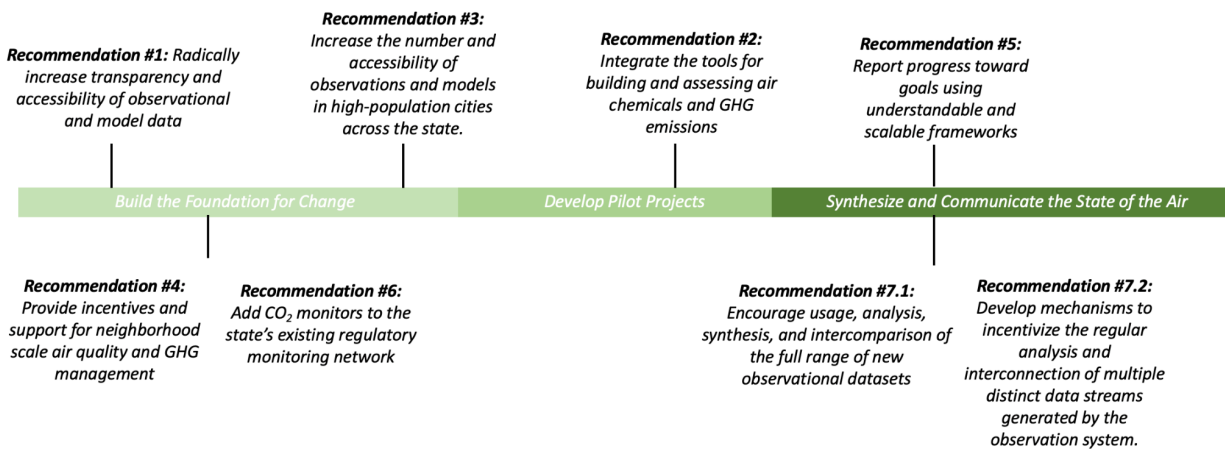 Recommendation #1: Radically
increase transparency and
accessibility of observational
and model data
Recommendation #3:
Increase the number and
accessibility of
observations and models
in high-population cities
across the state.
Recommendation #2:
Integrate the tools for
building and assessing air
chemicals and GHG
emissions
Recommendation #5:
Report progress toward
goals using
understandable and
scalable frameworks
Build the Foundation for Change
Develop Pilot Projects
Synthesize and Communicate the State of the Air
Recommendation #4:
Provide incentives and
support for neighborhood
scale air quality and GHG
management
Recommendation #6:
Add CO₂ monitors to the
state’s existing regulatory
monitoring network
Recommendation #7.1:
Encourage usage, analysis,
synthesis, and intercomparison of
the full range of new
observational datasets
Recommendation #7.2:
Develop mechanisms to
incentivize the regular
analysis and
interconnection of multiple
distinct data streams
generated by the
observation system.